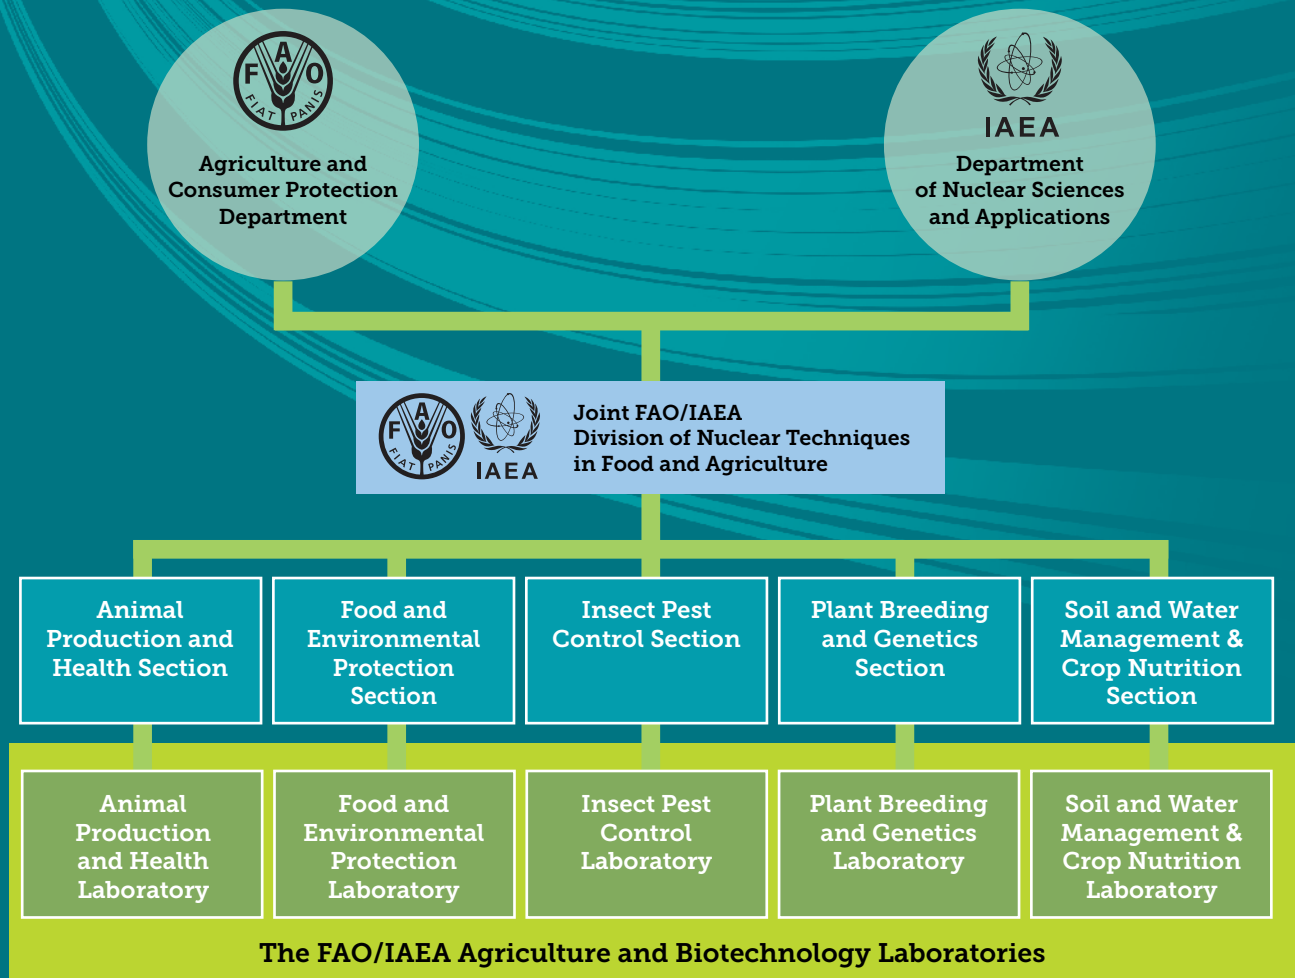 F A O
FIAT PANIS
Agriculture and
Consumer Protection
Department
IAEA
Department
of Nuclear Sciences
and Applications
F A O
FIAT PANIS
IAEA
Joint FAO/IAEA
Division of Nuclear Techniques
in Food and Agriculture
Animal
Production and
Health Section
Food and
Environmental
Protection
Section
Insect Pest
Control Section
Plant Breeding
and Genetics
Section
Soil and Water
Management &
Crop Nutrition
Section
Animal
Production
and Health
Laboratory
Food and
Environmental
Protection
Laboratory
Insect Pest
Control
Laboratory
Plant Breeding
and Genetics
Laboratory
Soil and Water
Management &
Crop Nutrition
Laboratory
The FAO/IAEA Agriculture and Biotechnology Laboratories